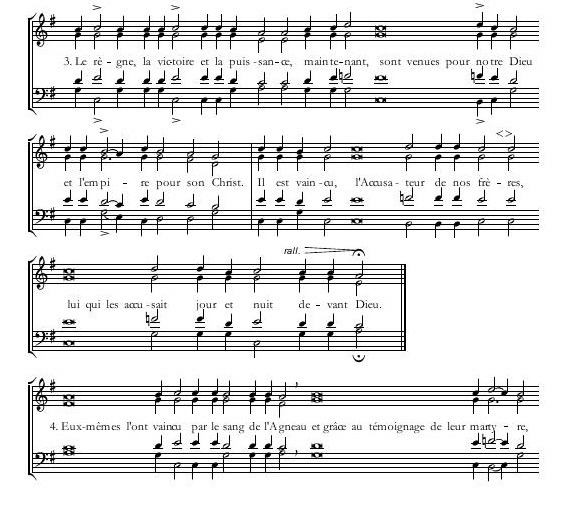 3. Le rè - gne, la victoire et la puis - san - ce, mainte-nant, sont venues pour notre Dieu
et l'empi - re pour son Christ. Il est vain - cu, l'Accusa - teur de nos frè - res,
rall.
lui qui les accu - sait jour et nuit de - vant Dieu.
4. Eux-mêmes l'ont vaincu par le sang de l'Agneau et grâce au témoignage de leur marty - re,